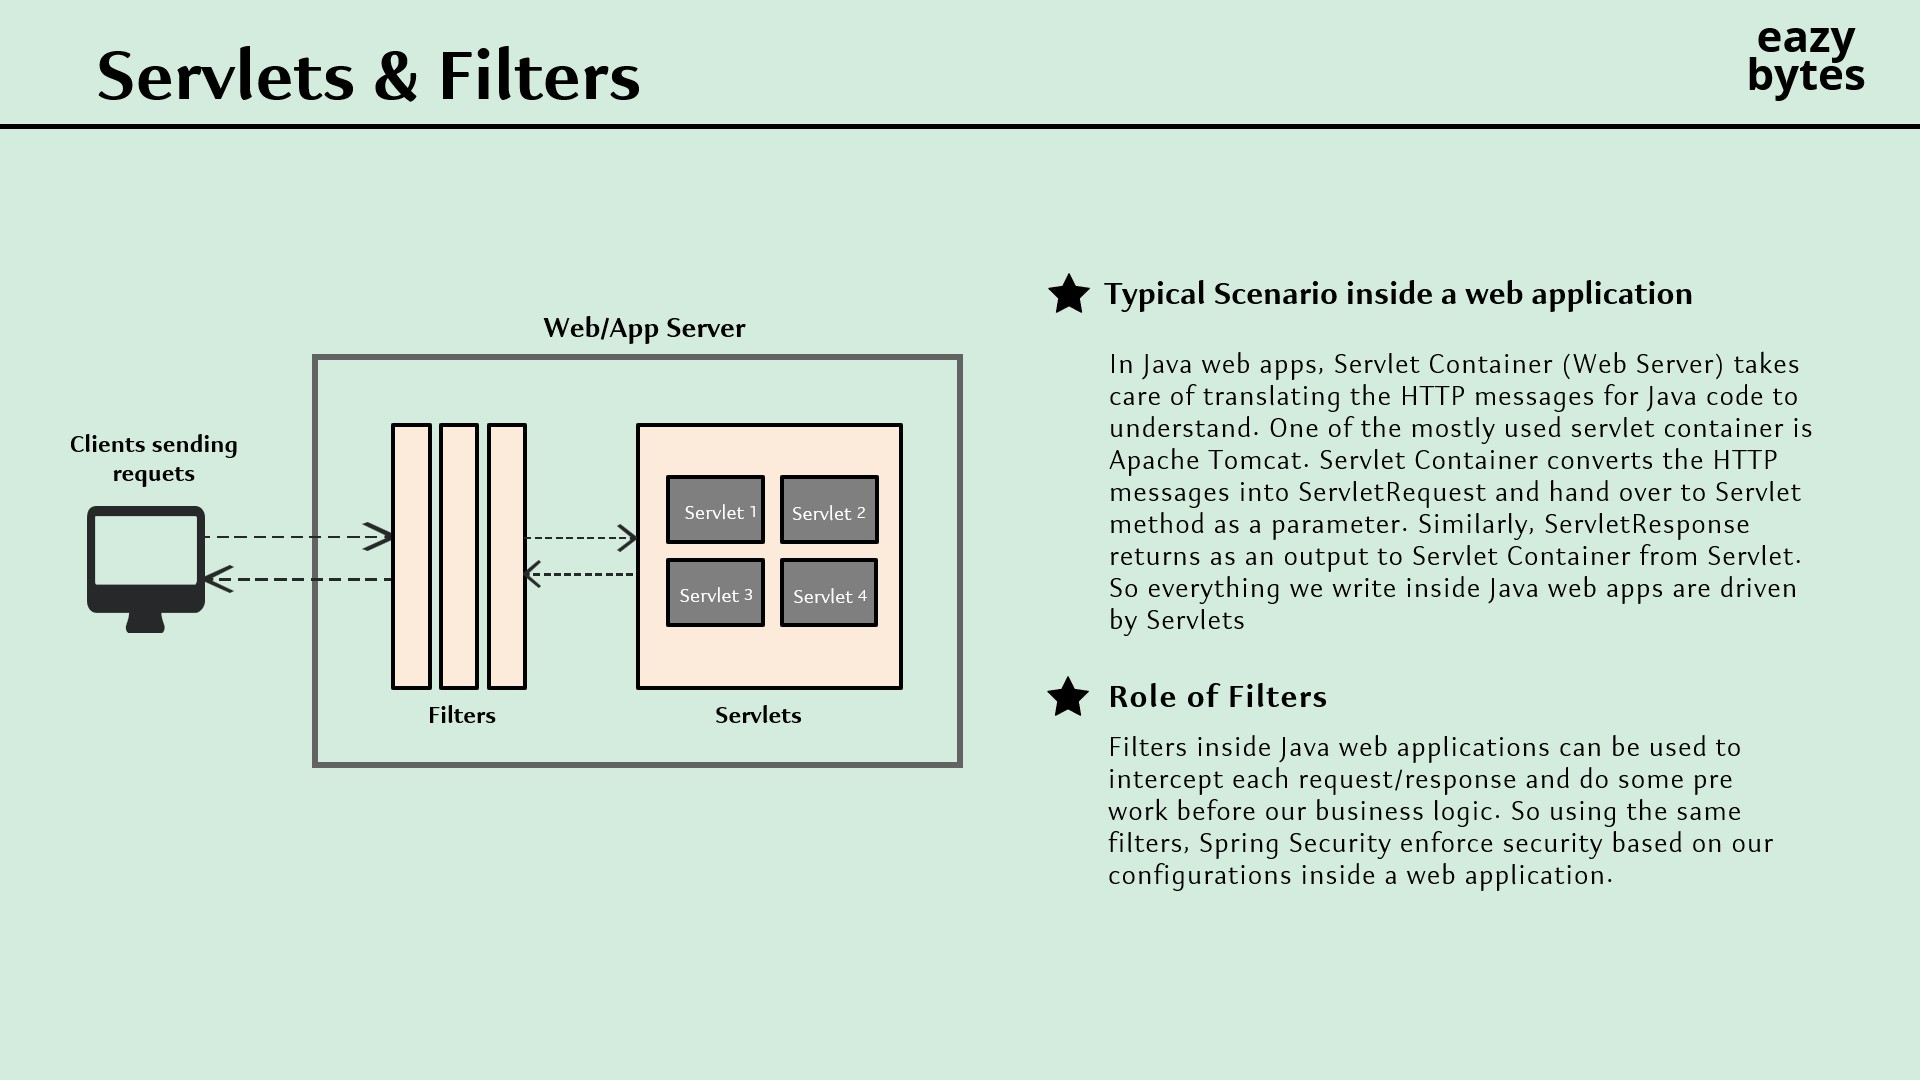 Servlets & Filters
eazy
bytes
Web/App Server
Clients sending
requets
Servlet 1
Servlet 2
Servlet 3
Servlet 4
Filters
Servlets
Typical Scenario inside a web application
In Java web apps, Servlet Container (Web Server) takes
care of translating the HTTP messages for Java code to
understand. One of the mostly used servlet container is
Apache Tomcat. Servlet Container converts the HTTP
messages into ServletRequest and hand over to Servlet
method as a parameter. Similarly, ServletResponse
returns as an output to Servlet Container from Servlet.
So everything we write inside Java web apps are driven
by Servlets
Role of Filters
Filters inside Java web applications can be used to
intercept each request/response and do some pre
work before our business logic. So using the same
filters, Spring Security enforce security based on our
configurations inside a web application.